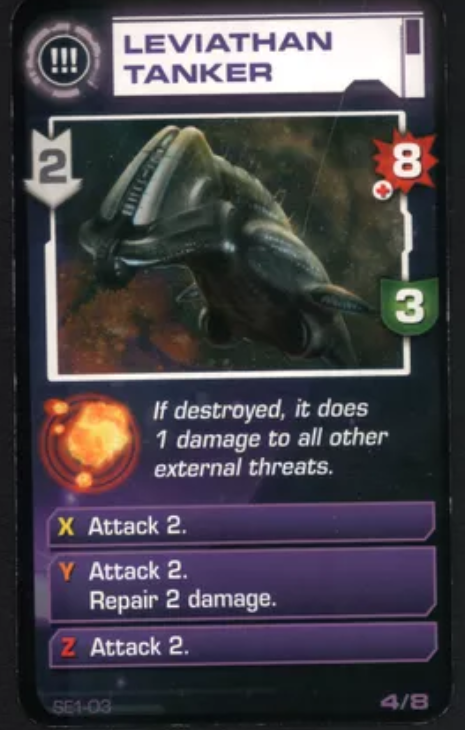 !!!
LEVIATHAN
TANKER
2
8
3
If destroyed, it does
1 damage to all other
external threats.
X Attack 2.
Y Attack 2.
Repair 2 damage.
Z Attack 2.
SE1-03
4/8